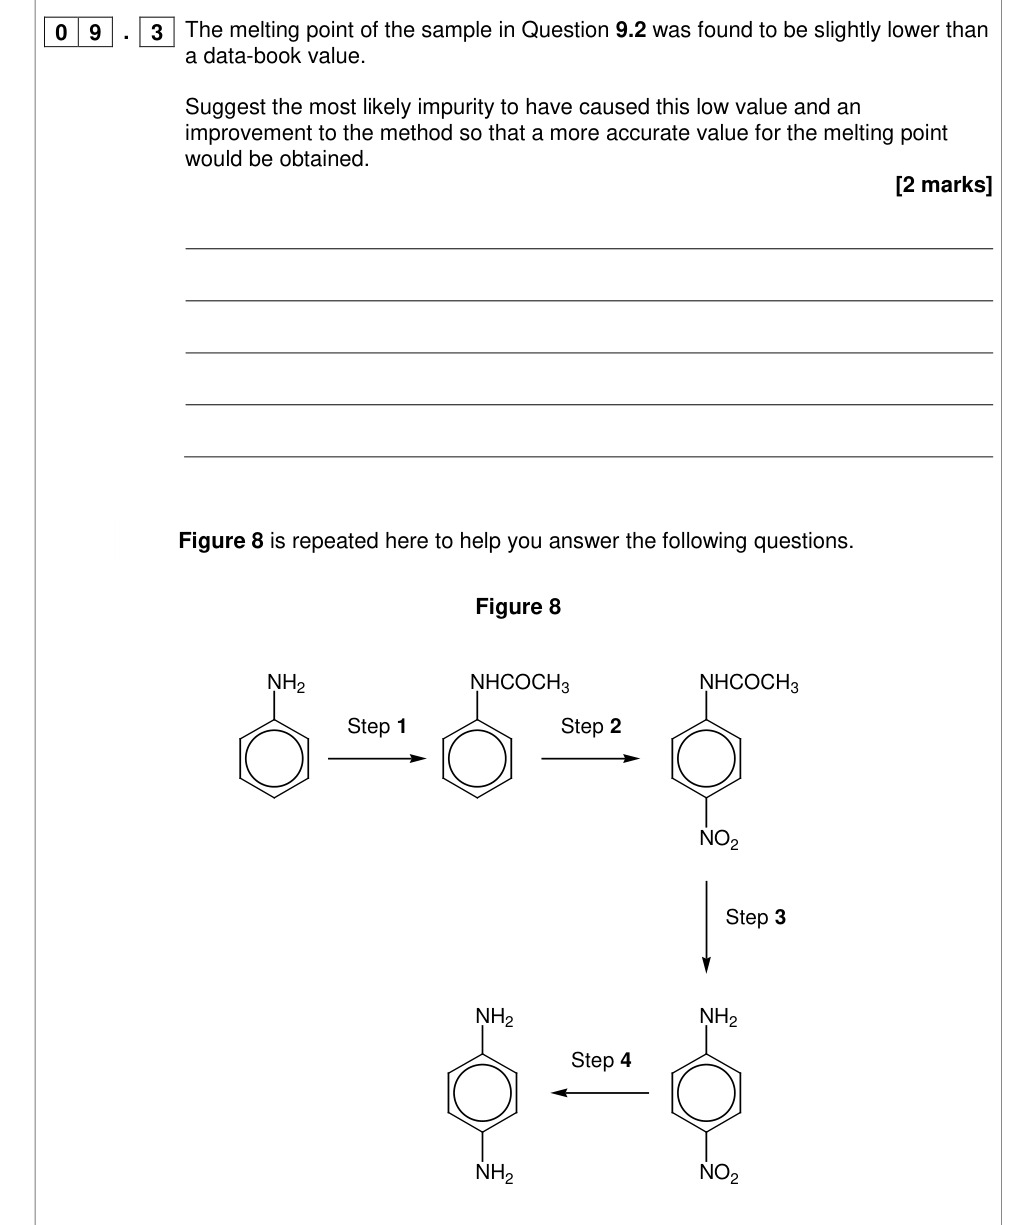 0 9 . 3 The melting point of the sample in Question 9.2 was found to be slightly lower than
a data-book value.
Suggest the most likely impurity to have caused this low value and an
improvement to the method so that a more accurate value for the melting point
would be obtained.
[2 marks]
Figure 8 is repeated here to help you answer the following questions.
Figure 8
NH₂ NHCOCH₃ NHCOCH₃
Step 1 Step 2
NO₂
Step 3
NH₂ NH₂
Step 4
NH₂ NO₂